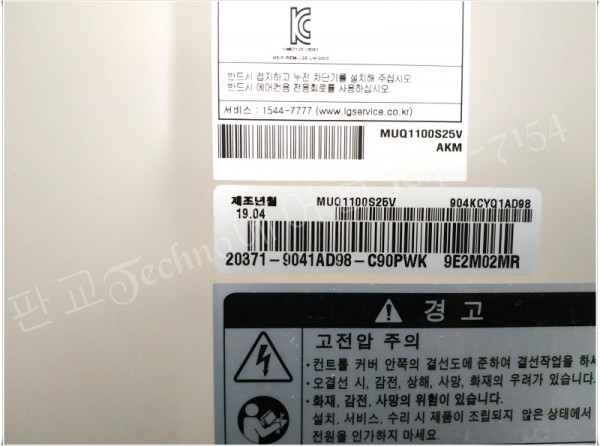 반드시 접지하고 누전 차단기를 설치해 주십시오.
반드시 에어컨용 전용회로를 사용하십시오.
서비스 : 1544-7777 (www.lgservice.co.kr)
MUQ1100S25V
AKM
제조년월 MUQ1100S25V 904KCYQ1AD98
19.04
20371-9041AD98-C90PWK 9E2M02MR
판교Techno
-7154
경고
고전압 주의
• 컨트롤 커버 안쪽의 결선도에 준하여 결선작업을 하세
• 오결선 시, 감전, 상해, 사망, 화재의 우려가 있습니다.
• 화재, 감전, 사망의 위험이 있습니다.
설치, 서비스, 수리 시 제품이 조립되지 않은 상태에서
전원을 인가하지 마세요.